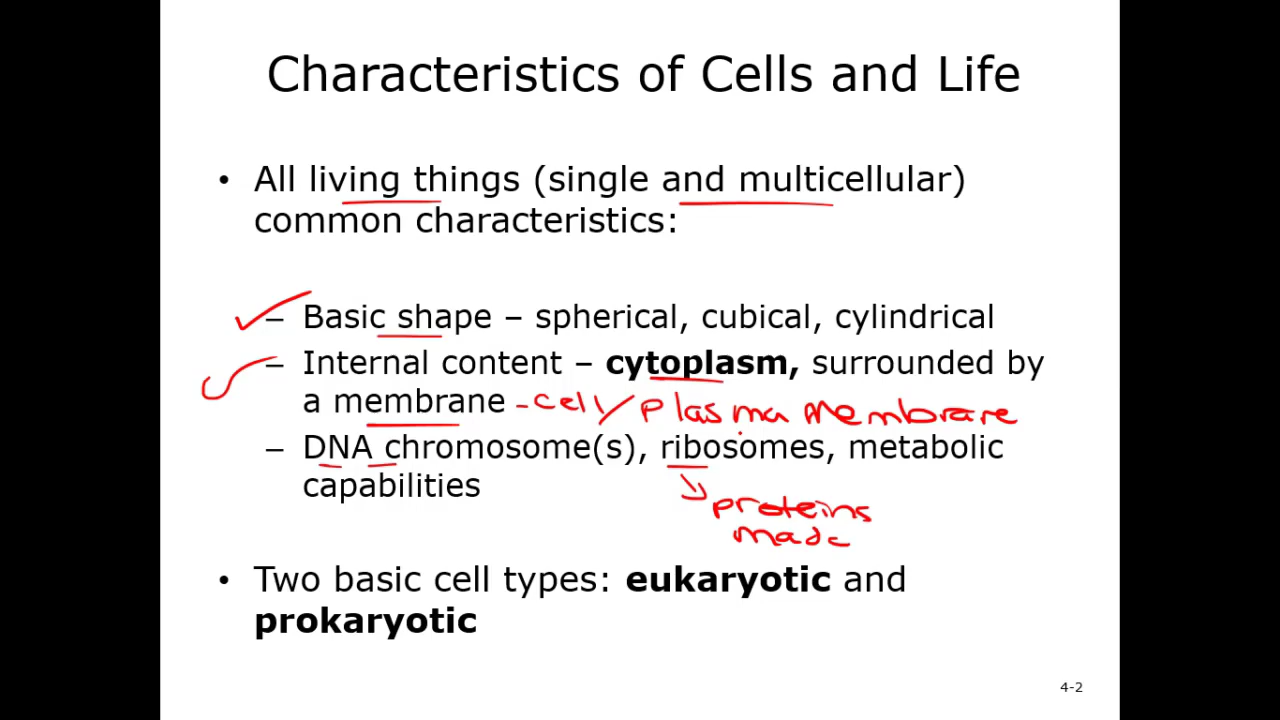 Characteristics of Cells and Life
• All living things (single and multicellular)
common characteristics:
– Basic shape – spherical, cubical, cylindrical
– Internal content – cytoplasm, surrounded by
a membrane - cell/plasma membrane
– DNA chromosome(s), ribosomes, metabolic
capabilities
proteins
made
• Two basic cell types: eukaryotic and
prokaryotic
4-2